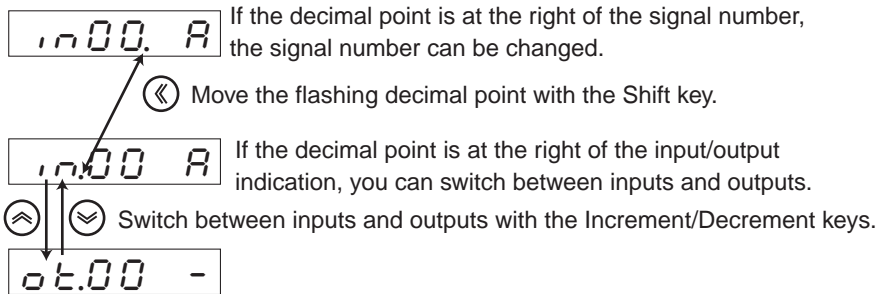 in00. A
If the decimal point is at the right of the signal number,
the signal number can be changed.
Move the flashing decimal point with the Shift key.
in.00 A
If the decimal point is at the right of the input/output
indication, you can switch between inputs and outputs.
Switch between inputs and outputs with the Increment/Decrement keys.
ot.00 -